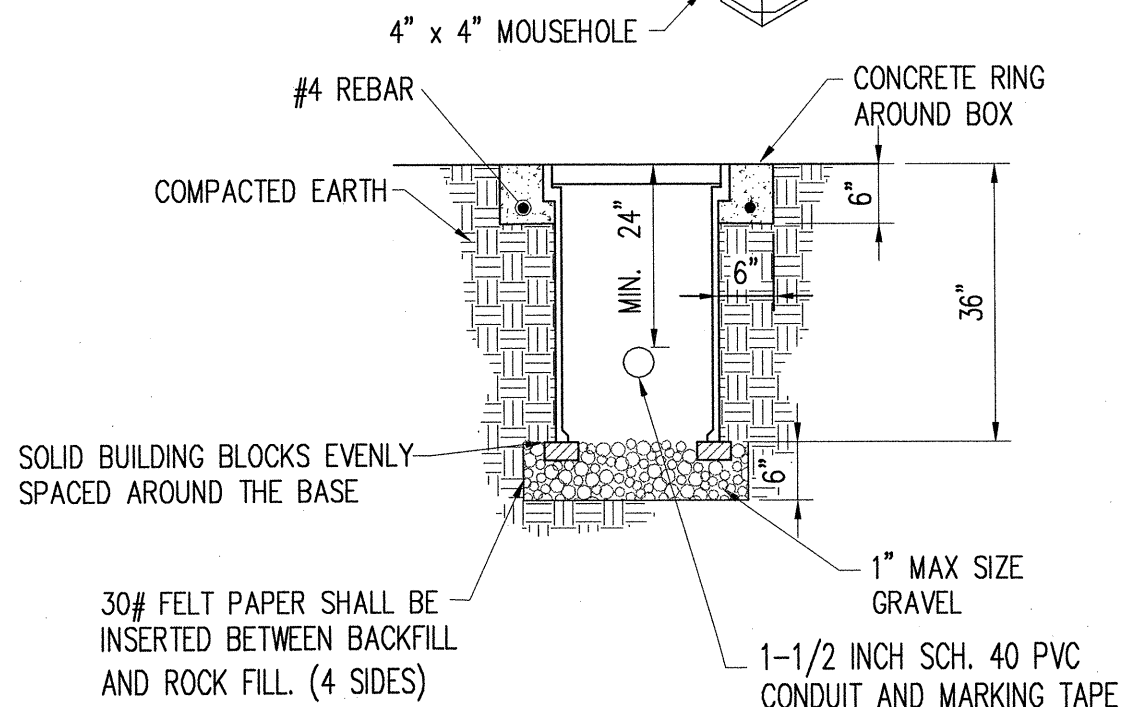 4" x 4" MOUSEHOLE
#4 REBAR
CONCRETE RING
AROUND BOX
COMPACTED EARTH
6"
MIN. 24"
6"
36"
SOLID BUILDING BLOCKS EVENLY
SPACED AROUND THE BASE
6"
1" MAX SIZE
GRAVEL
30# FELT PAPER SHALL BE
INSERTED BETWEEN BACKFILL
AND ROCK FILL. (4 SIDES)
1-1/2 INCH SCH. 40 PVC
CONDUIT AND MARKING TAPE